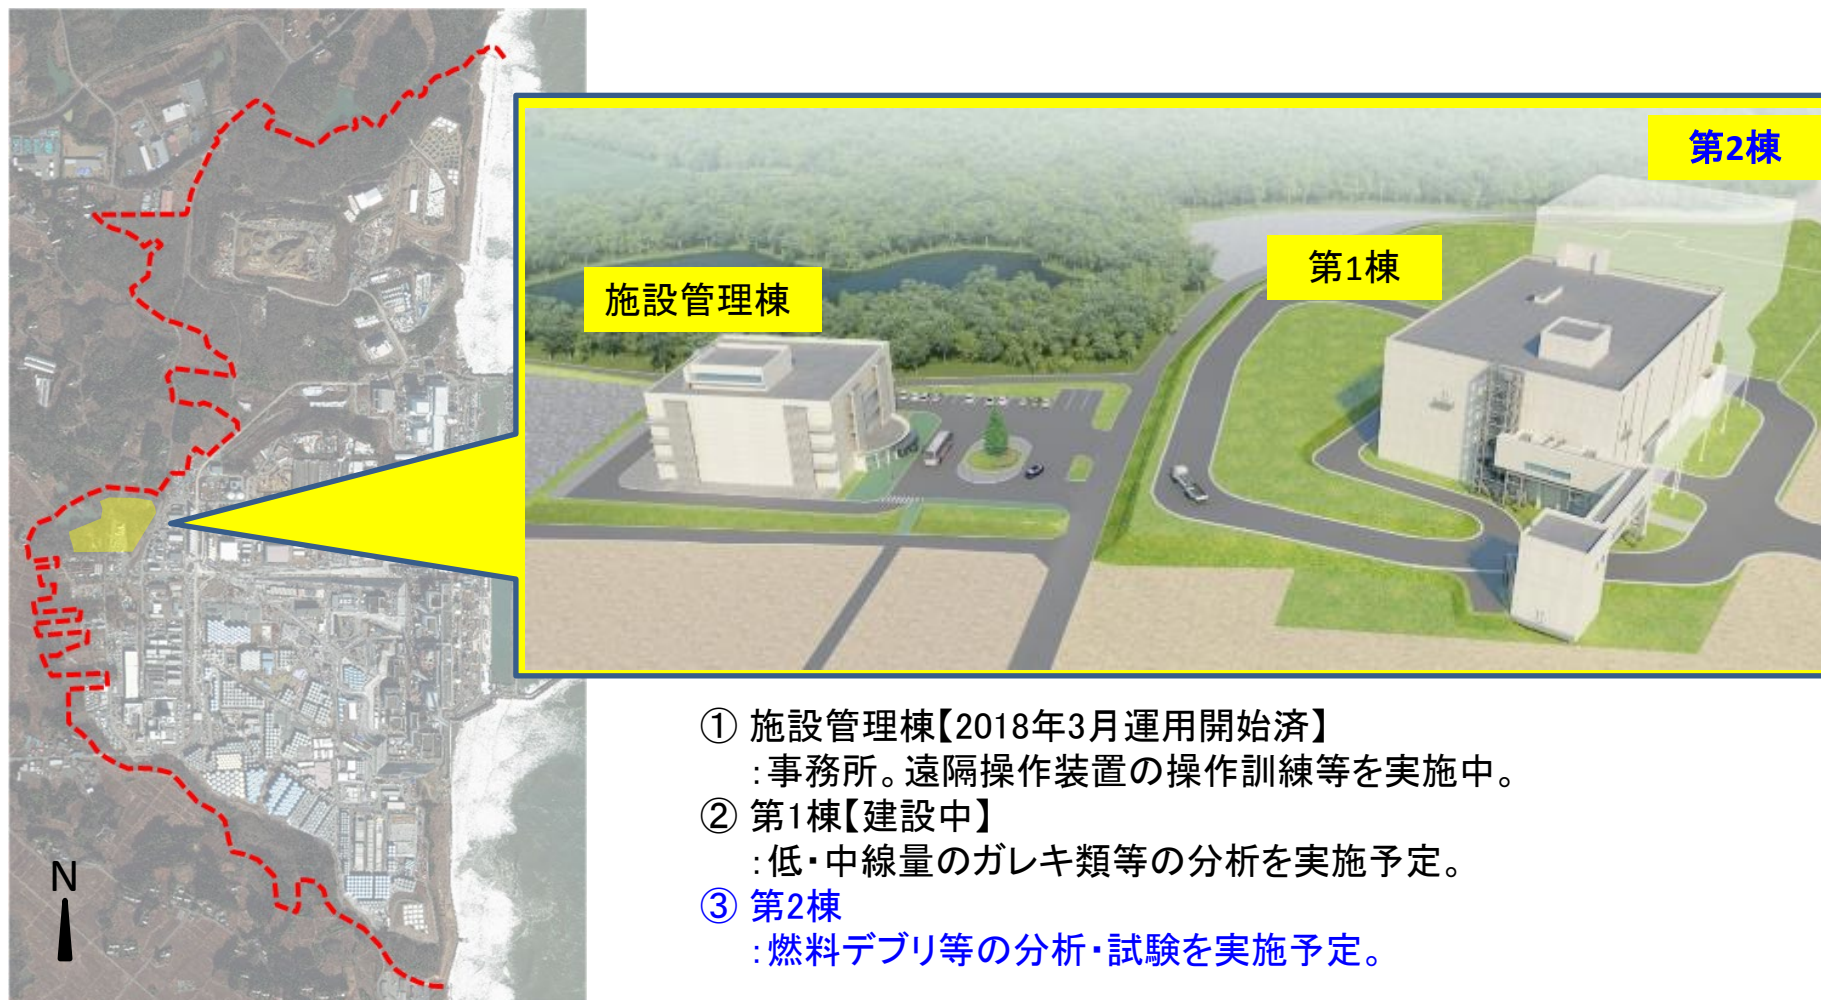 第2棟
第1棟
施設管理棟
① 施設管理棟【2018年3月運用開始済】
：事務所。遠隔操作装置の操作訓練等を実施中。
② 第1棟【建設中】
：低・中線量のガレキ類等の分析を実施予定。
③ 第2棟
：燃料デブリ等の分析・試験を実施予定。
N